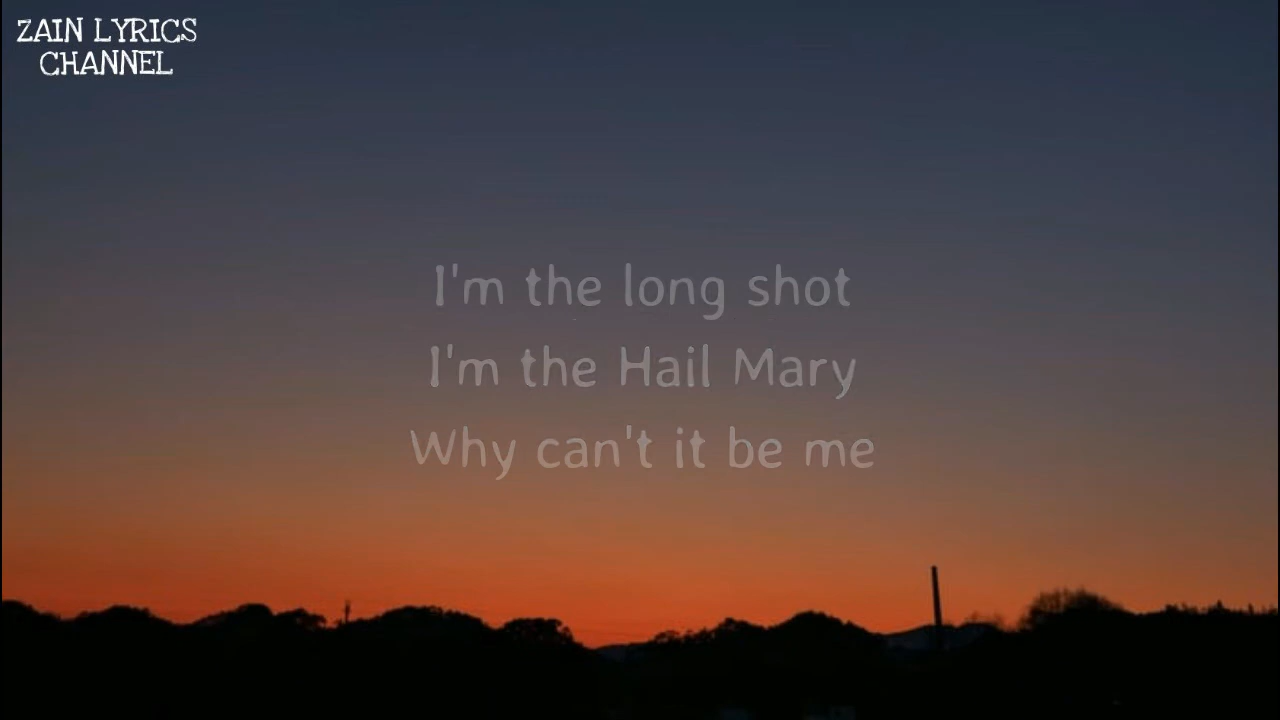 ZAIN LYRICS
CHANNEL
I'm the long shot
I'm the Hail Mary
Why can't it be me